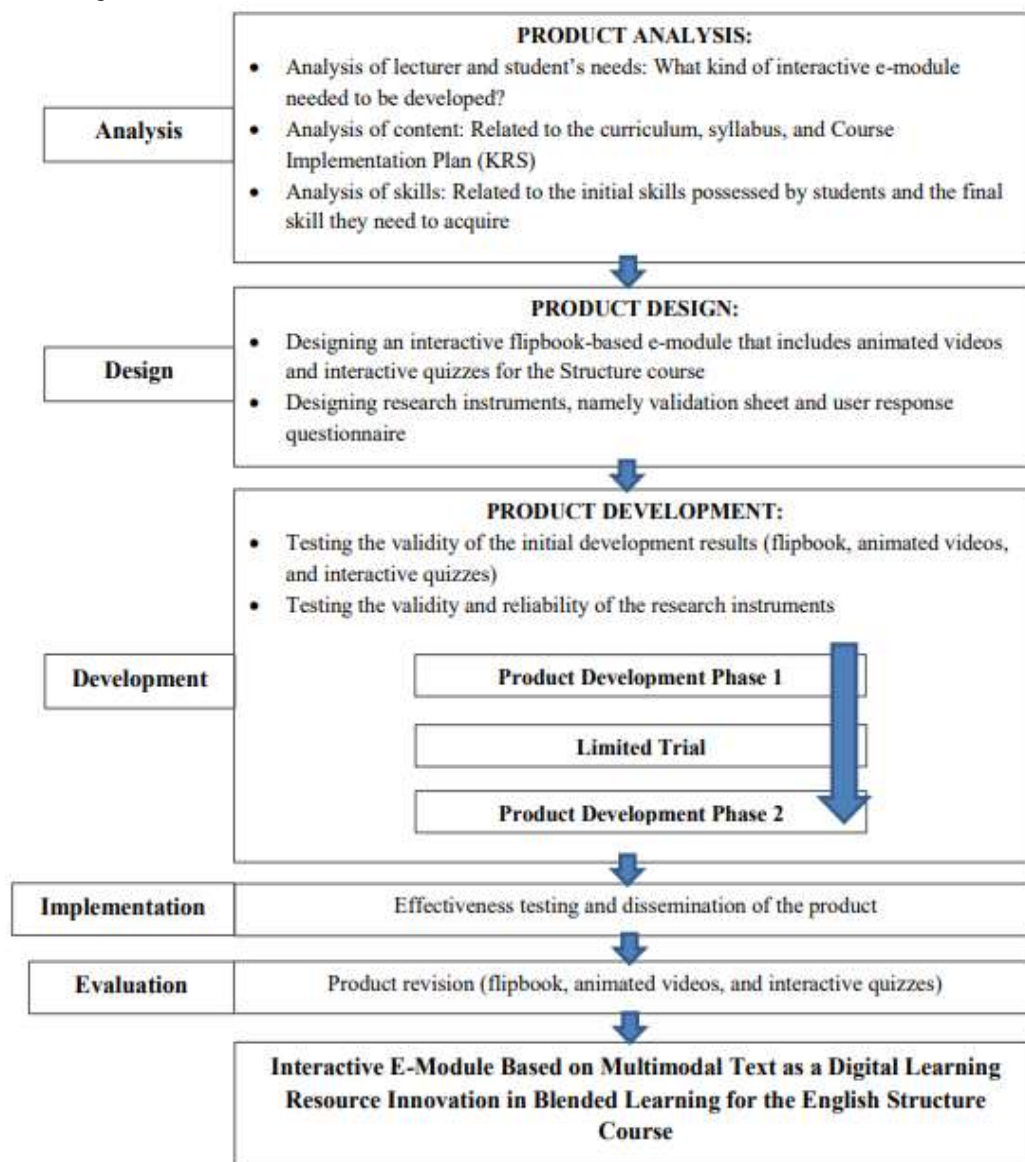 PRODUCT ANALYSIS:
• Analysis of lecturer and student's needs: What kind of interactive e-module
needed to be developed?
Analysis
• Analysis of content: Related to the curriculum, syllabus, and Course
Implementation Plan (KRS)
• Analysis of skills: Related to the initial skills possessed by students and the final
skill they need to acquire
PRODUCT DESIGN:
• Designing an interactive flipbook-based e-module that includes animated videos
and interactive quizzes for the Structure course
Design
• Designing research instruments, namely validation sheet and user response
questionnaire
PRODUCT DEVELOPMENT:
• Testing the validity of the initial development results (flipbook, animated videos,
and interactive quizzes)
• Testing the validity and reliability of the research instruments
Development
Product Development Phase 1
Limited Trial
Product Development Phase 2
Implementation
Effectiveness testing and dissemination of the product
Evaluation
Product revision (flipbook, animated videos, and interactive quizzes)
Interactive E-Module Based on Multimodal Text as a Digital Learning
Resource Innovation in Blended Learning for the English Structure
Course